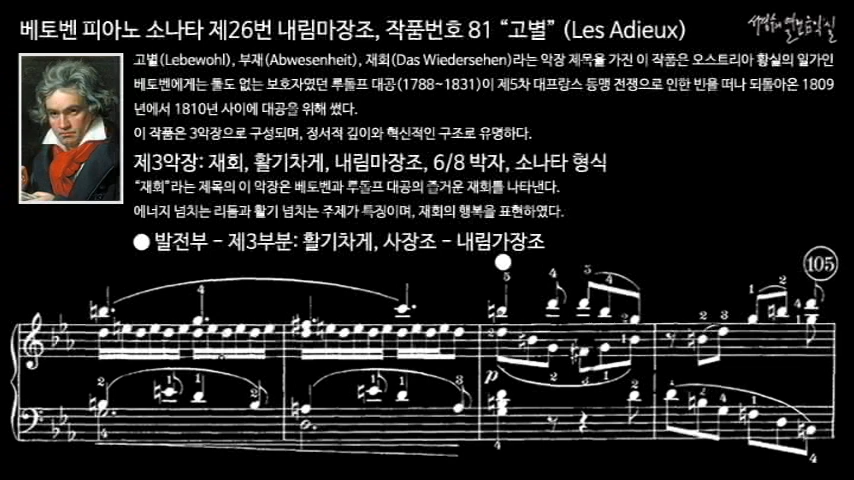 베토벤 피아노 소나타 제26번 내림마장조, 작품번호 81 “고별” (Les Adieux)
고별(Lebewohl), 부재(Abwesenheit), 재회(Das Wiedersehen)라는 악장 제목을 가진 이 작품은 오스트리아 황실의 일가인
베토벤에게는 둘도 없는 보호자였던 루돌프 대공(1788~1831)이 제5차 대프랑스 동맹 전쟁으로 인한 빈을 떠나 되돌아온 1809
년에서 1810년 사이에 대공을 위해 썼다.
이 작품은 3악장으로 구성되며, 정서적 깊이와 혁신적인 구조로 유명하다.
제3악장: 재회, 활기차게, 내림마장조, 6/8 박자, 소나타 형식
“재회”라는 제목의 이 악장은 베토벤과 루돌프 대공의 즐거운 재회를 나타낸다.
에너지 넘치는 리듬과 활기 넘치는 주제가 특징이며, 재회의 행복을 표현하였다.
● 발전부 - 제3부분: 활기차게, 사장조 - 내림가장조
105
p